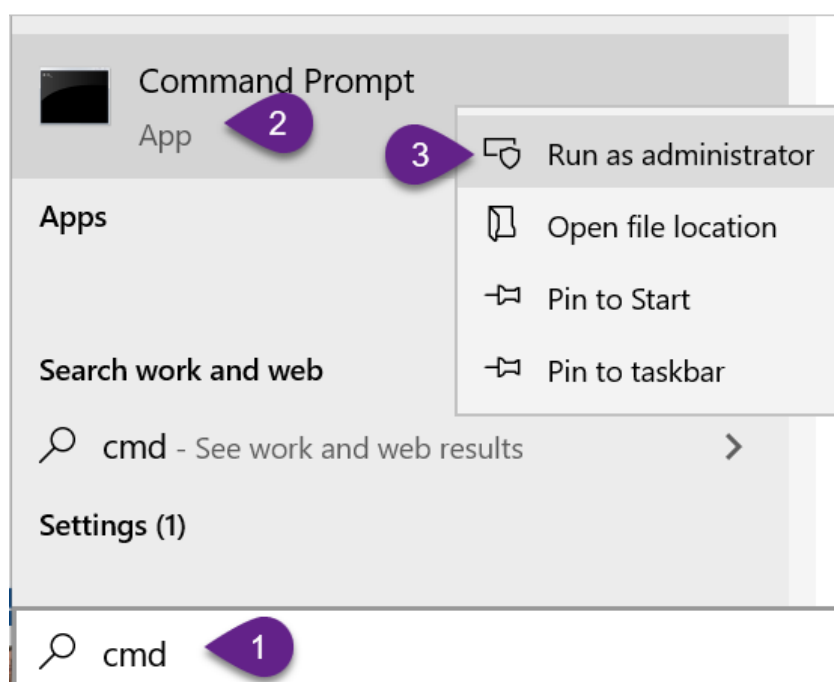 Command Prompt
App
2
3
Run as administrator
Open file location
Pin to Start
Pin to taskbar
Apps
Search work and web
cmd - See work and web results
Settings (1)
cmd
1